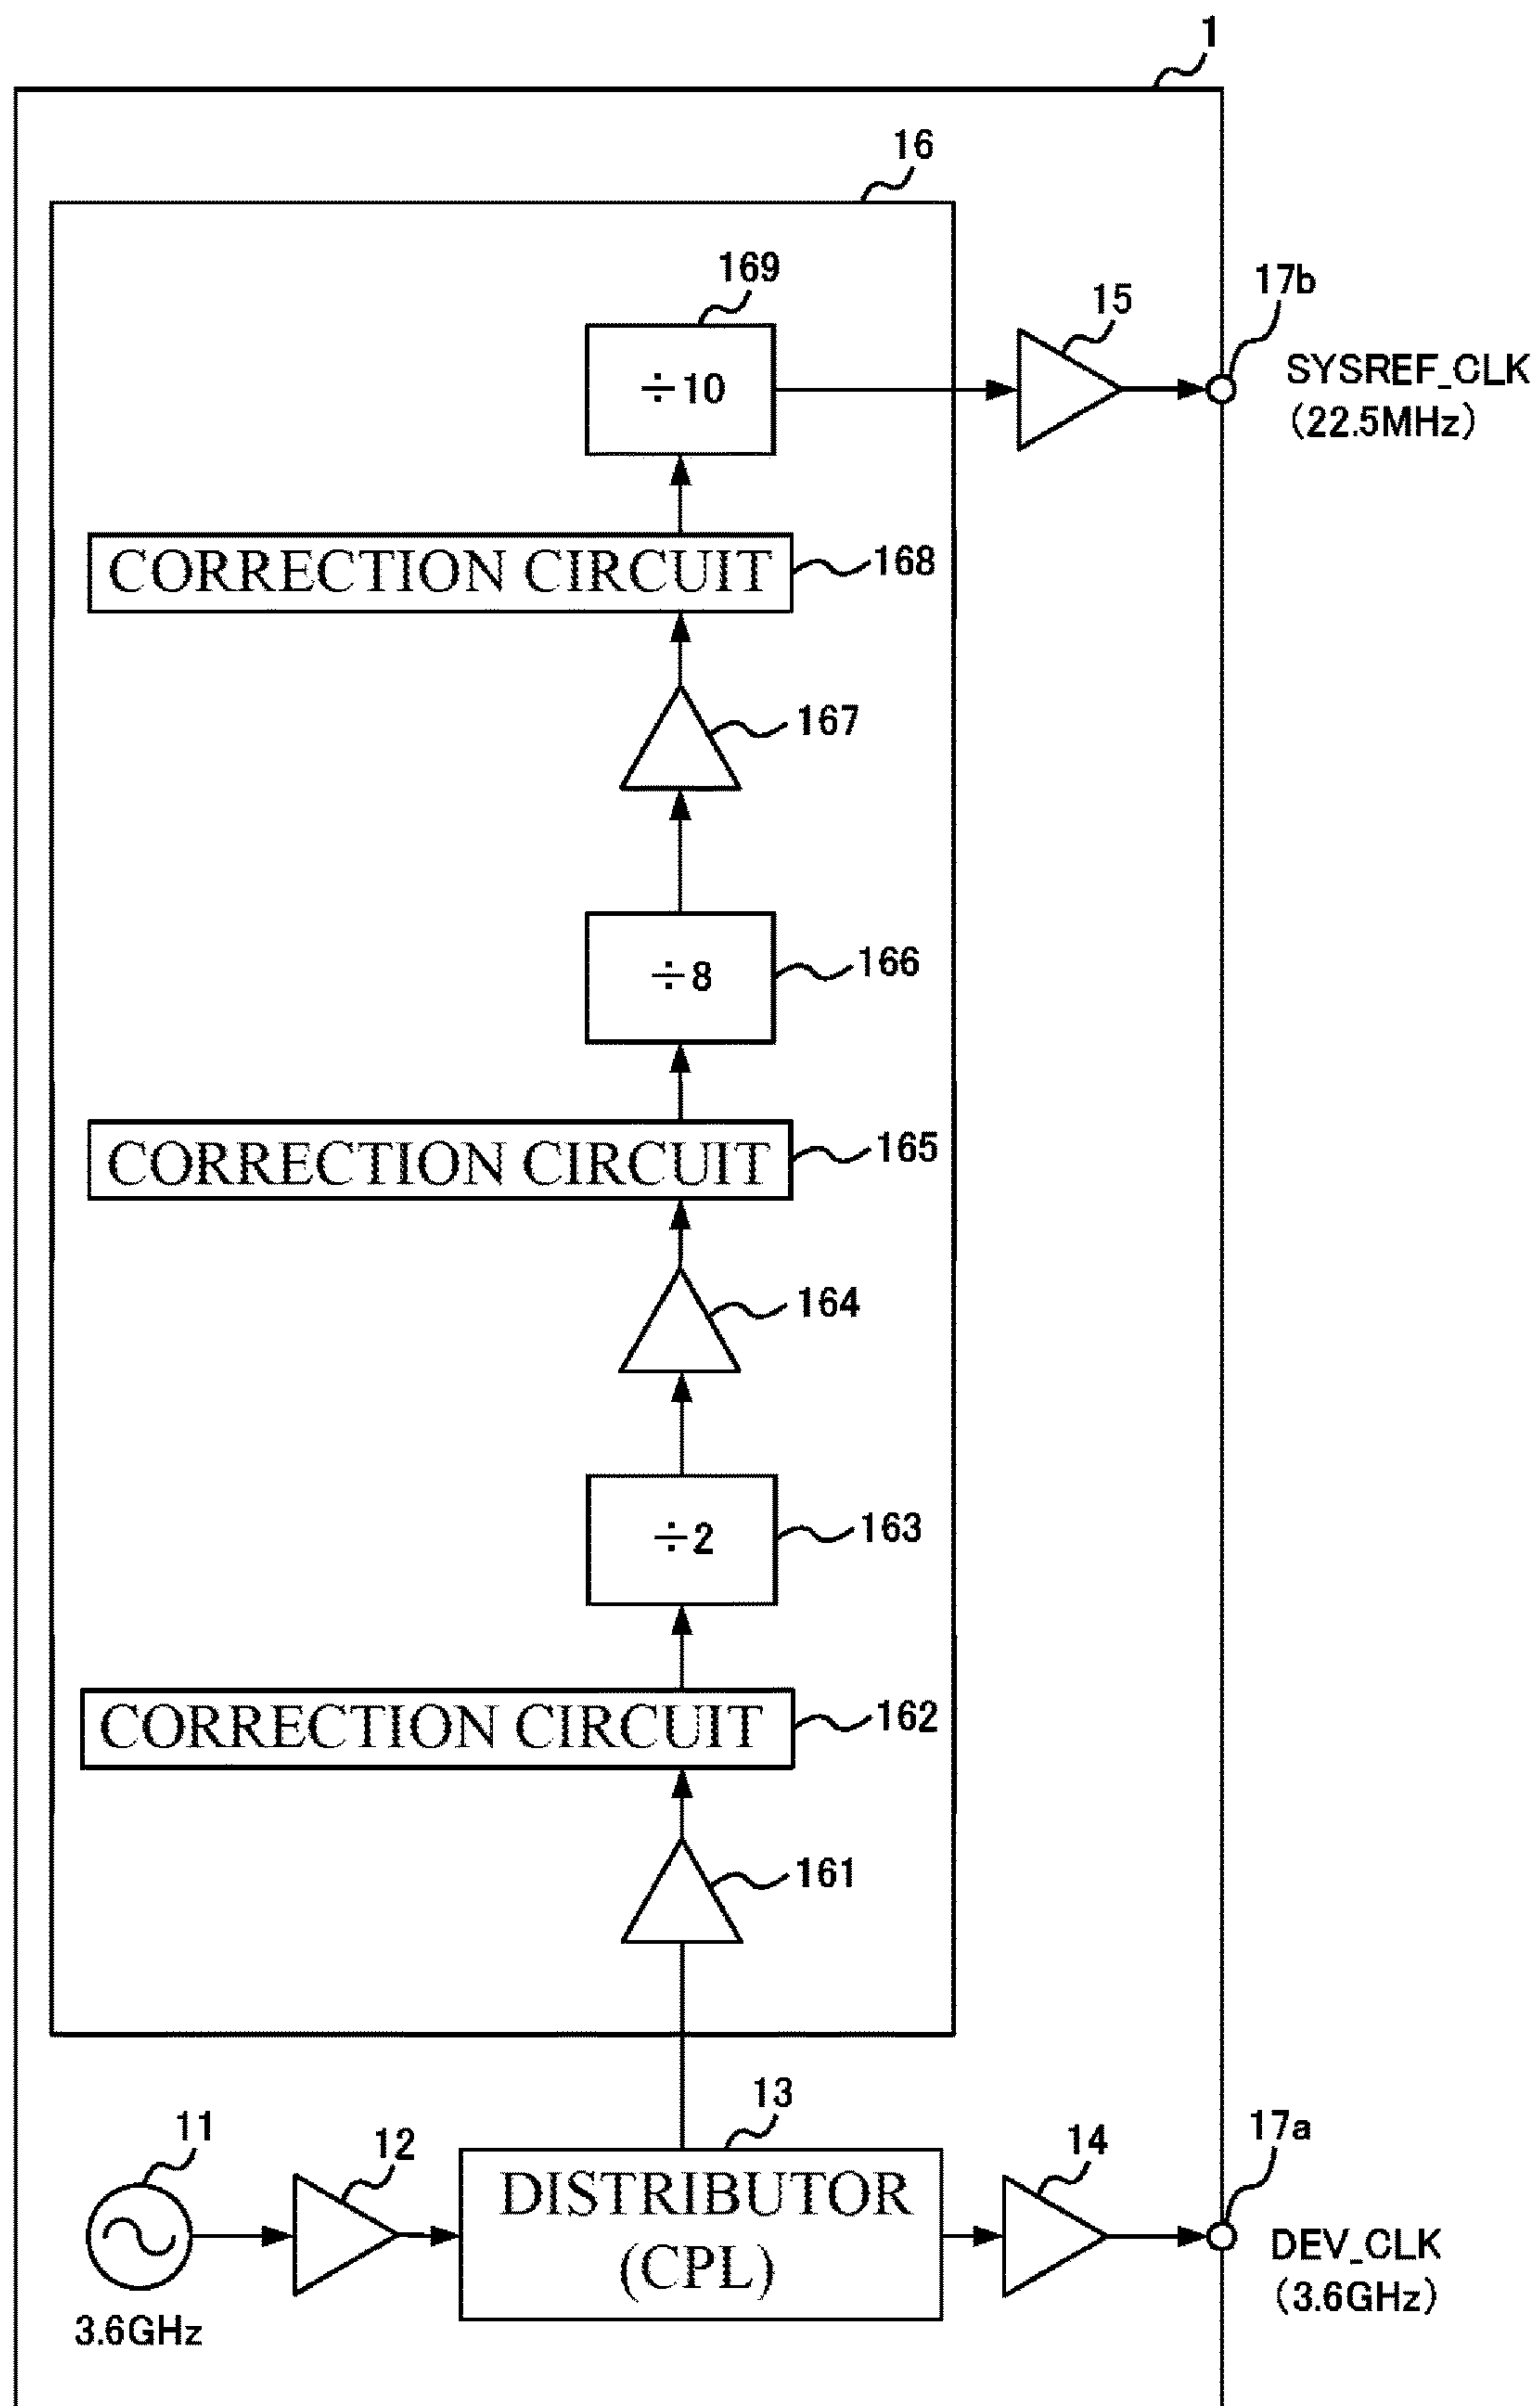 1
16
169
÷10
15
17b
SYSREF_CLK
(22.5MHz)
CORRECTION CIRCUIT
168
167
÷8
166
CORRECTION CIRCUIT
165
164
÷2
163
CORRECTION CIRCUIT
162
161
11
3.6GHz
12
13
DISTRIBUTOR
(CPL)
14
17a
DEV_CLK
(3.6GHz)